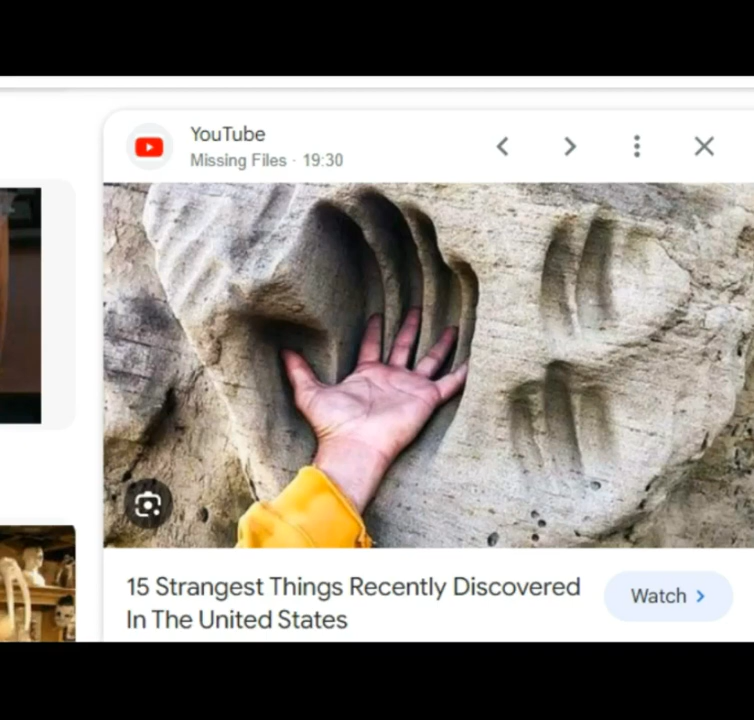 YouTube
Missing Files · 19:30
15 Strangest Things Recently Discovered
In The United States
Watch